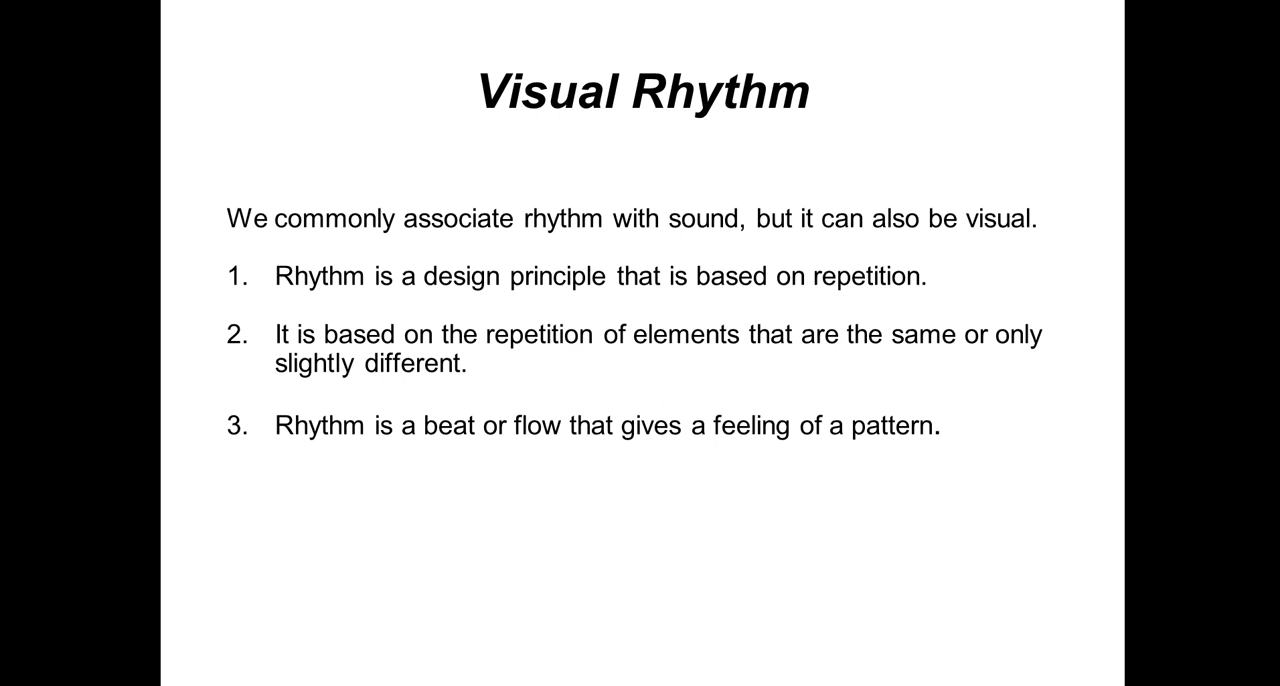 Visual Rhythm
We commonly associate rhythm with sound, but it can also be visual.
1. Rhythm is a design principle that is based on repetition.
2. It is based on the repetition of elements that are the same or only
slightly different.
3. Rhythm is a beat or flow that gives a feeling of a pattern.